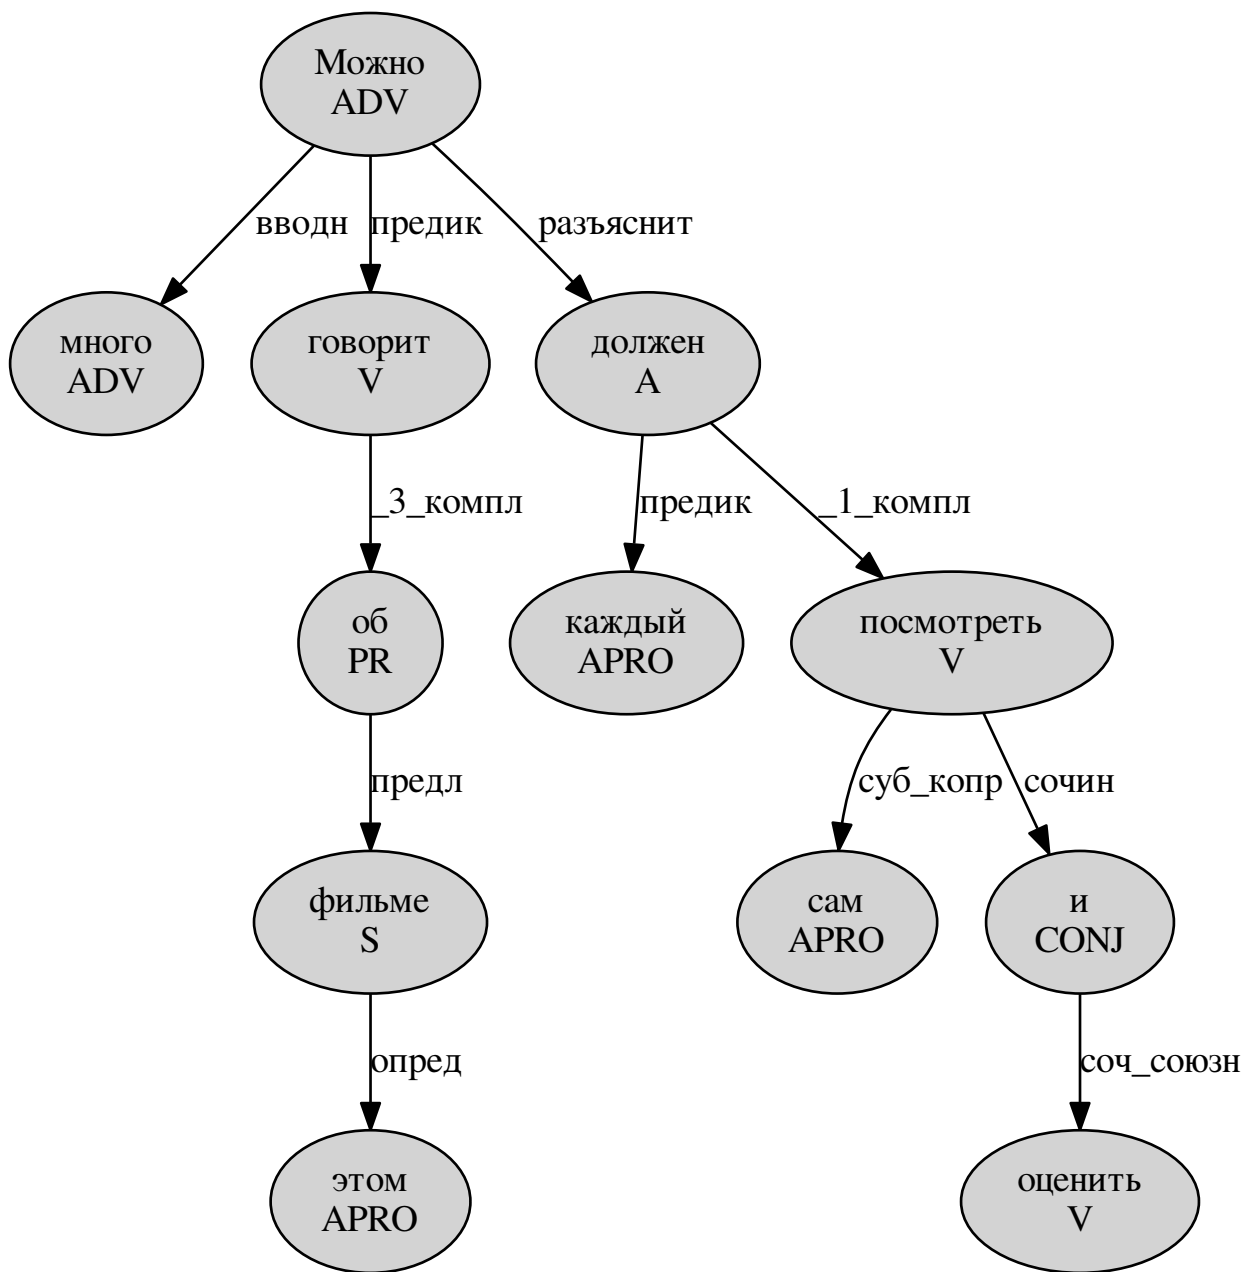 Можно
ADV
вводн
предик
разъяснит
много
ADV
говорит
V
должен
A
_3_компл
предик
_1_компл
об
PR
каждый
APRO
посмотреть
V
предл
суб_копр
сочин
фильме
S
сам
APRO
и
CONJ
опред
соч_союзн
этом
APRO
оценить
V